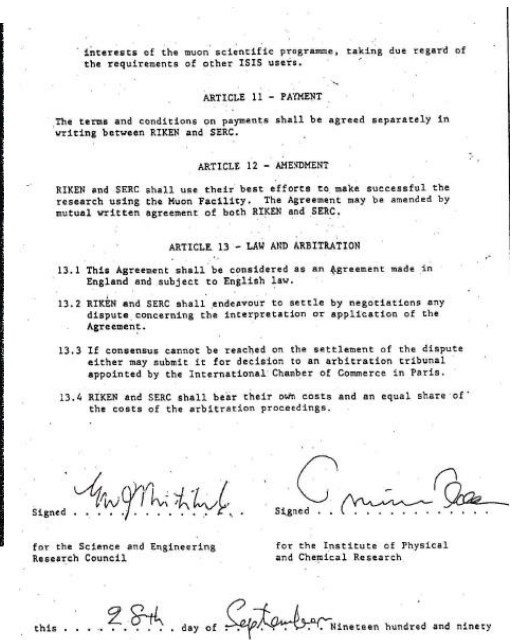 interests of the muon scientific programme, taking due regard of
the requirements of other ISIS users.
ARTICLE 11 - PAYMENT
The terms and conditions on payments shall be agreed separately in
writing between RIKEN and SERC.
ARTICLE 12 - AMENDMENT
RIKEN and SERC shall use their best efforts to make successful the
research using the Muon Facility. The Agreement may be amended by
mutual written agreement of both RIKEN and SERC.
ARTICLE 13 - LAW AND ARBITRATION
13.1 This Agreement shall be considered as an Agreement made in
England and subject to English law.
13.2 RIKEN and SERC shall endeavour to settle by negotiations any
dispute concerning the interpretation or application of the
Agreement.
13.3 If consensus cannot be reached on the settlement of the dispute
either may submit it for decision to an arbitration tribunal
appointed by the International Chamber of Commerce in Paris.
13.4 RIKEN and SERC shall bear their own costs and an equal share of
the costs of the arbitration proceedings.
Signed . . . . . . . . . . . . . Signed . . . . . . . . . . . . . .
for the Science and Engineering for the Institute of Physical
Research Council and Chemical Research
this . . . . 28th . . day of September Nineteen hundred and ninety